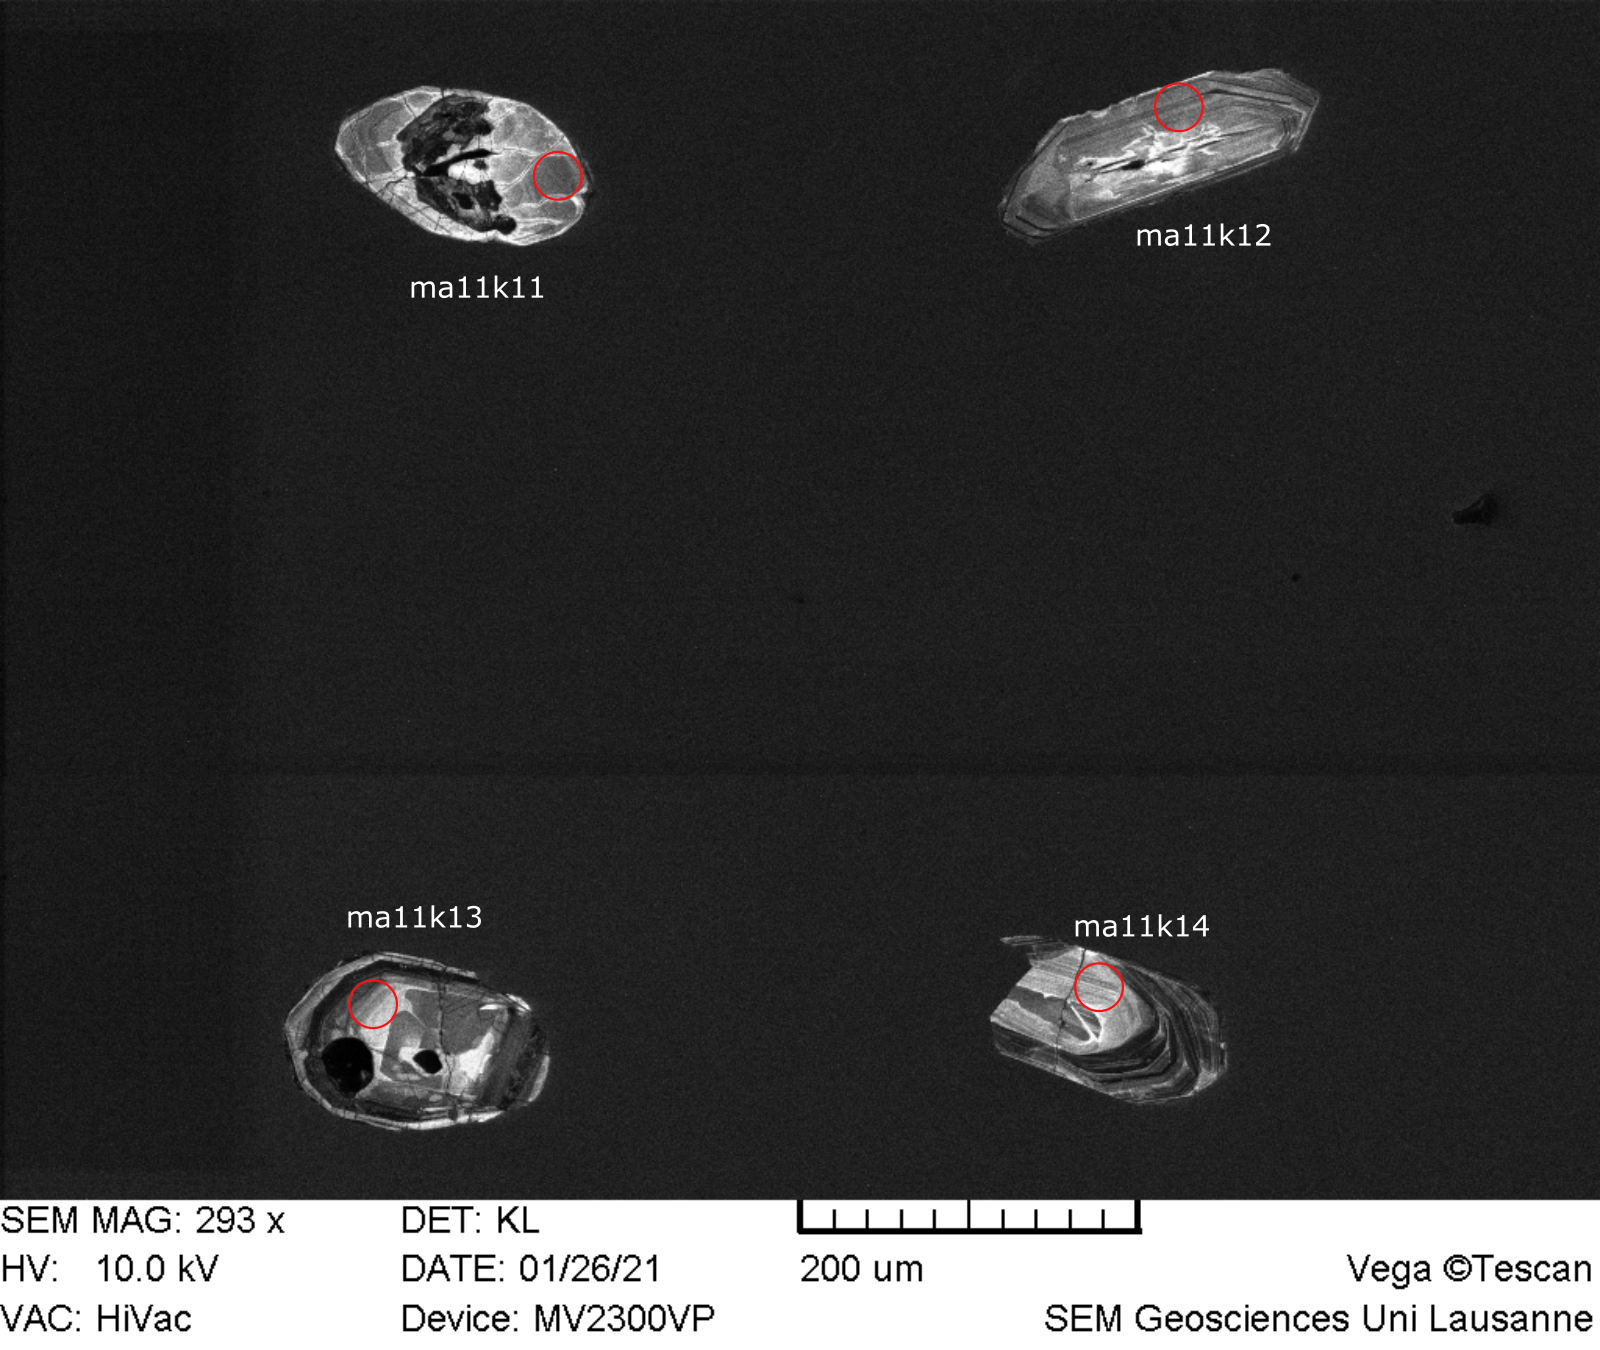 ma11k11
ma11k12
ma11k13
ma11k14
SEM MAG: 293 x
DET: KL
HV: 10.0 kV
DATE: 01/26/21
200 um
Vega ©Tescan
VAC: HiVac
Device: MV2300VP
SEM Geosciences Uni Lausanne